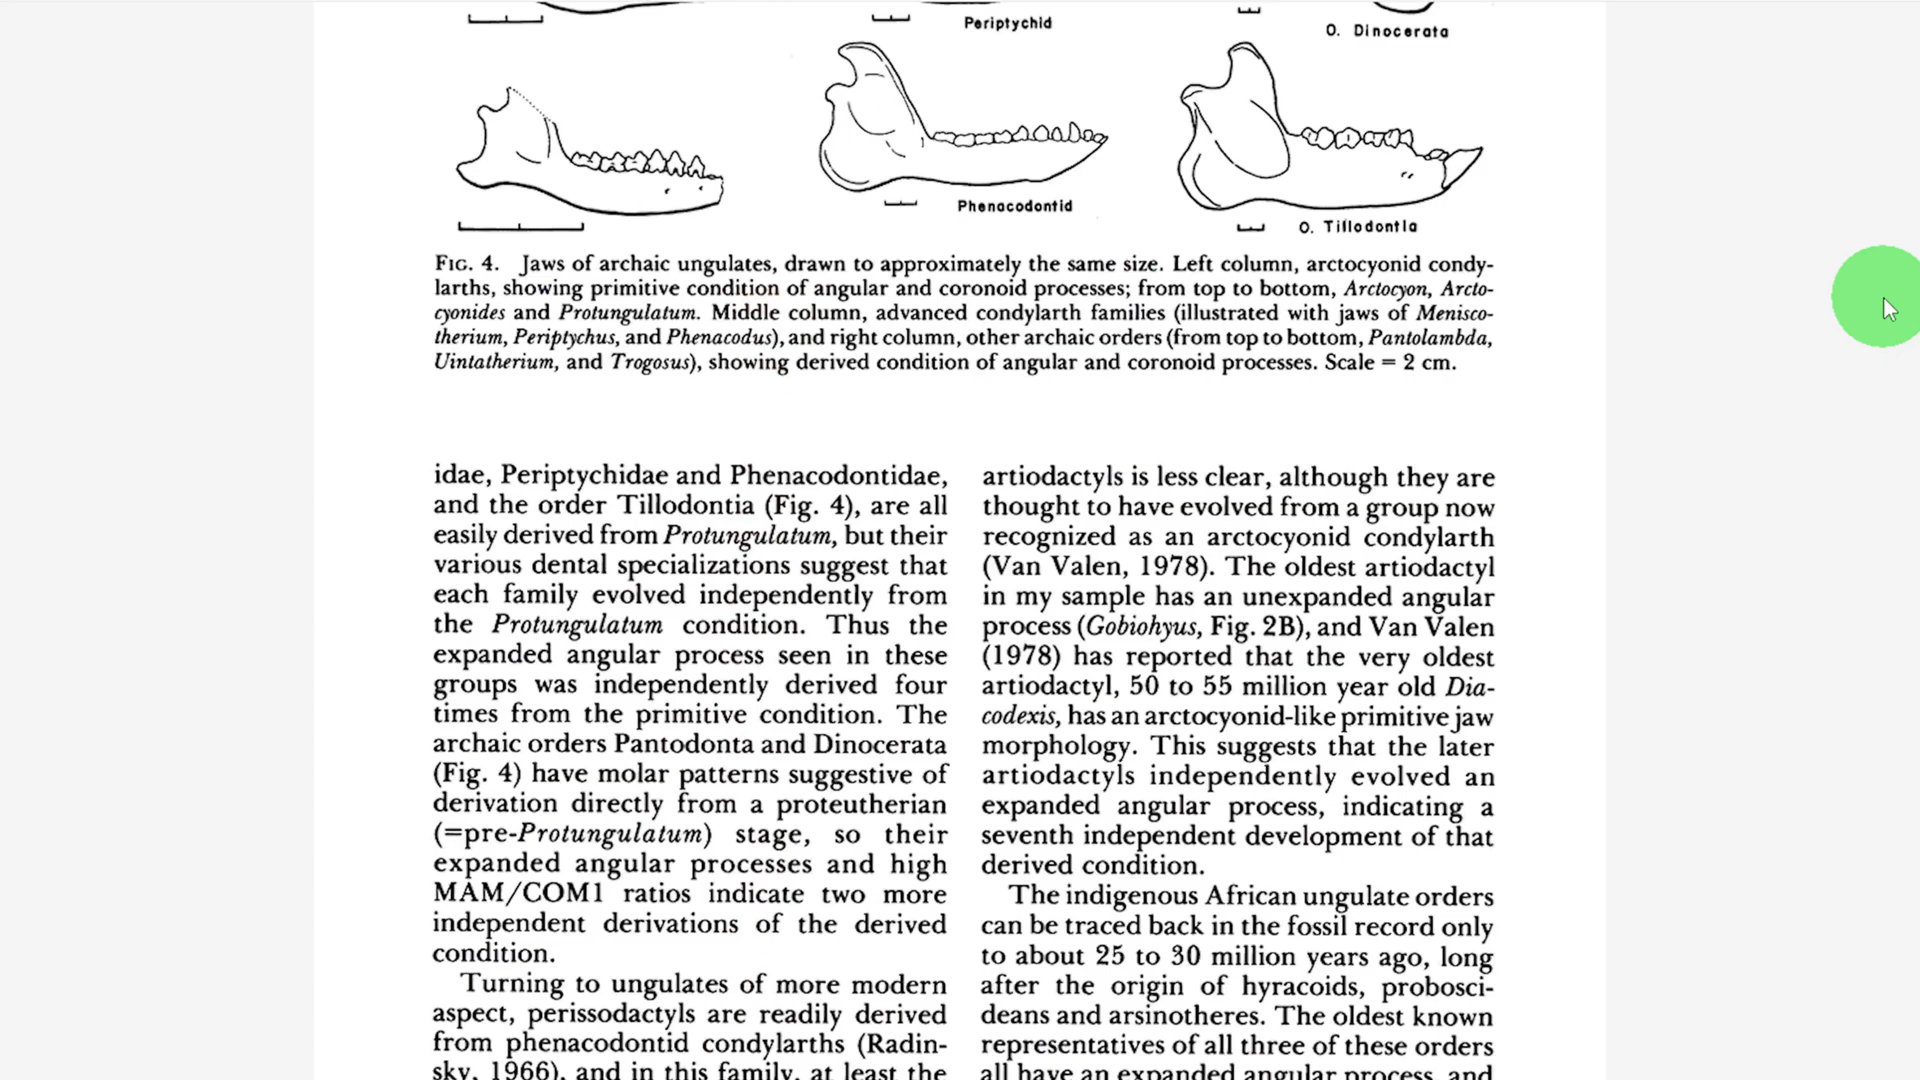 Periptychid
O. Dinocerata
Phenacodontid
O. Tillodontia
FIG. 4. Jaws of archaic ungulates, drawn to approximately the same size. Left column, arctocyonid condy-
larths, showing primitive condition of angular and coronoid processes; from top to bottom, Arctocyon, Arcto-
cyonides and Protungulatum. Middle column, advanced condylarth families (illustrated with jaws of Menisco-
therium, Periptychus, and Phenacodus), and right column, other archaic orders (from top to bottom, Pantolambda,
Uintatherium, and Trogosus), showing derived condition of angular and coronoid processes. Scale = 2 cm.
idae, Periptychidae and Phenacodontidae,
and the order Tillodontia (Fig. 4), are all
easily derived from Protungulatum, but their
various dental specializations suggest that
each family evolved independently from
the Protungulatum condition. Thus the
expanded angular process seen in these
groups was independently derived four
times from the primitive condition. The
archaic orders Pantodonta and Dinocerata
(Fig. 4) have molar patterns suggestive of
derivation directly from a proteutherian
(=pre-Protungulatum) stage, so their
expanded angular processes and high
MAM/COM1 ratios indicate two more
independent derivations of the derived
condition.
Turning to ungulates of more modern
aspect, perissodactyls are readily derived
from phenacodontid condylarths (Radin-
sky, 1966), and in this family, at least the
artiodactyls is less clear, although they are
thought to have evolved from a group now
recognized as an arctocyonid condylarth
(Van Valen, 1978). The oldest artiodactyl
in my sample has an unexpanded angular
process (Gobiohyus, Fig. 2B), and Van Valen
(1978) has reported that the very oldest
artiodactyl, 50 to 55 million year old Dia-
codexis, has an arctocyonid-like primitive jaw
morphology. This suggests that the later
artiodactyls independently evolved an
expanded angular process, indicating a
seventh independent development of that
derived condition.
The indigenous African ungulate orders
can be traced back in the fossil record only
to about 25 to 30 million years ago, long
after the origin of hyracoids, probosci-
deans and arsinotheres. The oldest known
representatives of all three of these orders
all have an expanded angular process, and